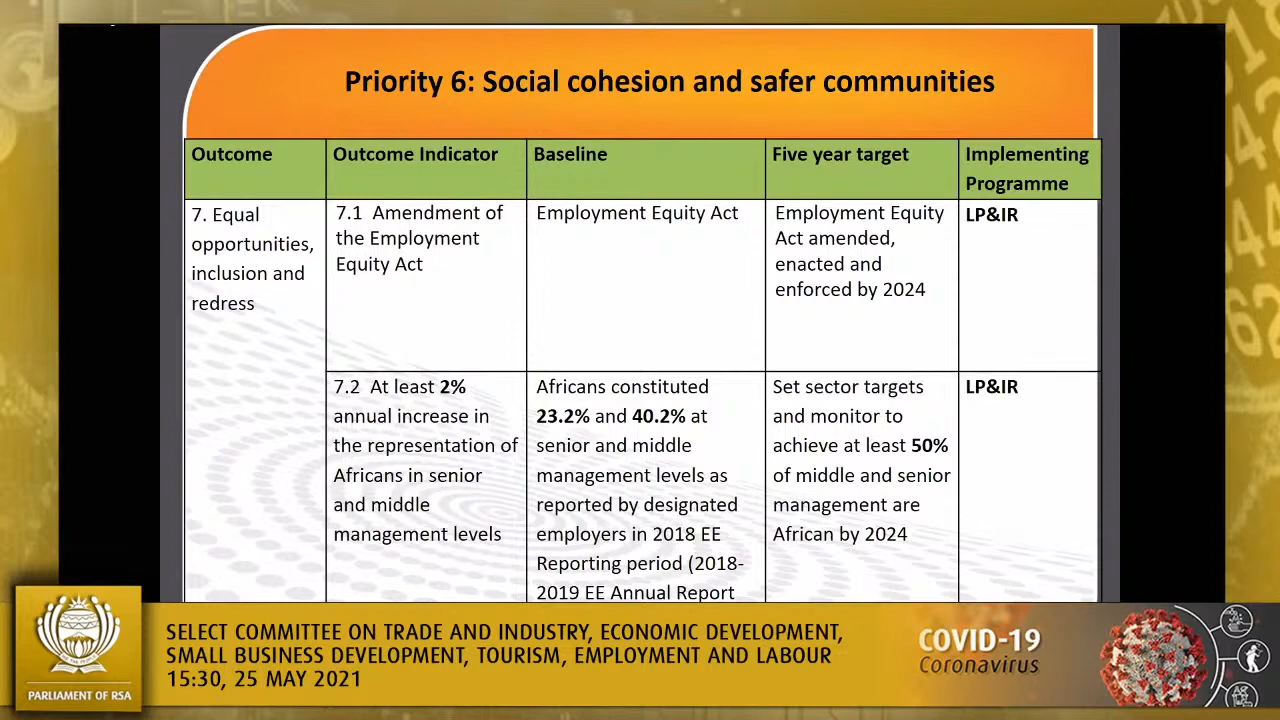 Priority 6: Social cohesion and safer communities
Outcome
Outcome Indicator
Baseline
Five year target
Implementing
Programme
7. Equal
opportunities,
inclusion and
redress
7.1 Amendment of
the Employment
Equity Act
Employment Equity Act
Employment Equity
Act amended,
enacted and
enforced by 2024
LP&IR
7.2 At least 2%
annual increase in
the representation of
Africans in senior
and middle
management levels
Africans constituted
23.2% and 40.2% at
senior and middle
management levels as
reported by designated
employers in 2018 EE
Reporting period (2018-
2019 EE Annual Report
Set sector targets
and monitor to
achieve at least 50%
of middle and senior
management are
African by 2024
LP&IR
PARLIAMENT OF RSA
SELECT COMMITTEE ON TRADE AND INDUSTRY, ECONOMIC DEVELOPMENT,
SMALL BUSINESS DEVELOPMENT, TOURISM, EMPLOYMENT AND LABOUR
15:30, 25 MAY 2021
COVID-19
Coronavirus